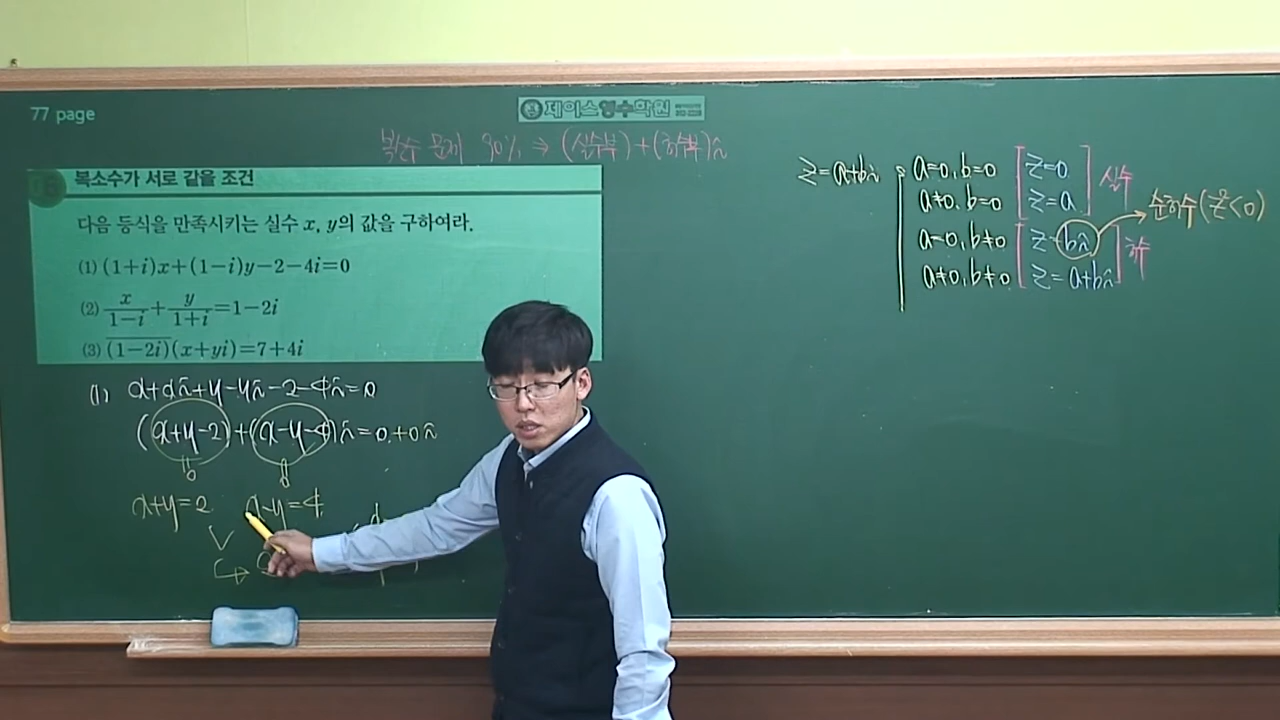 77 page
제이스영수학원
복소수 문제 90% ⇒ (실수부)+(허수부)i
복소수가 서로 같을 조건
다음 등식을 만족시키는 실수 x, y의 값을 구하여라.
(1) (1+i)x+(1-i)y-2-4i=0
(2) x/(1-i)+y/(1+i)=1-2i
(3) \overline{(1-2i)}(x+yi)=7+4i
(1) x+xi+y-yi-2-4i=0
(x+y-2)+(x-y-4)i=0+0i
0 0
x+y=2 x-y=4
z=a+bi
a=0, b=0 z=0
a≠0, b=0 z=a
실수
a=0, b≠0 z=bi
순허수(z²<0)
a≠0, b≠0 z=a+bi
허수